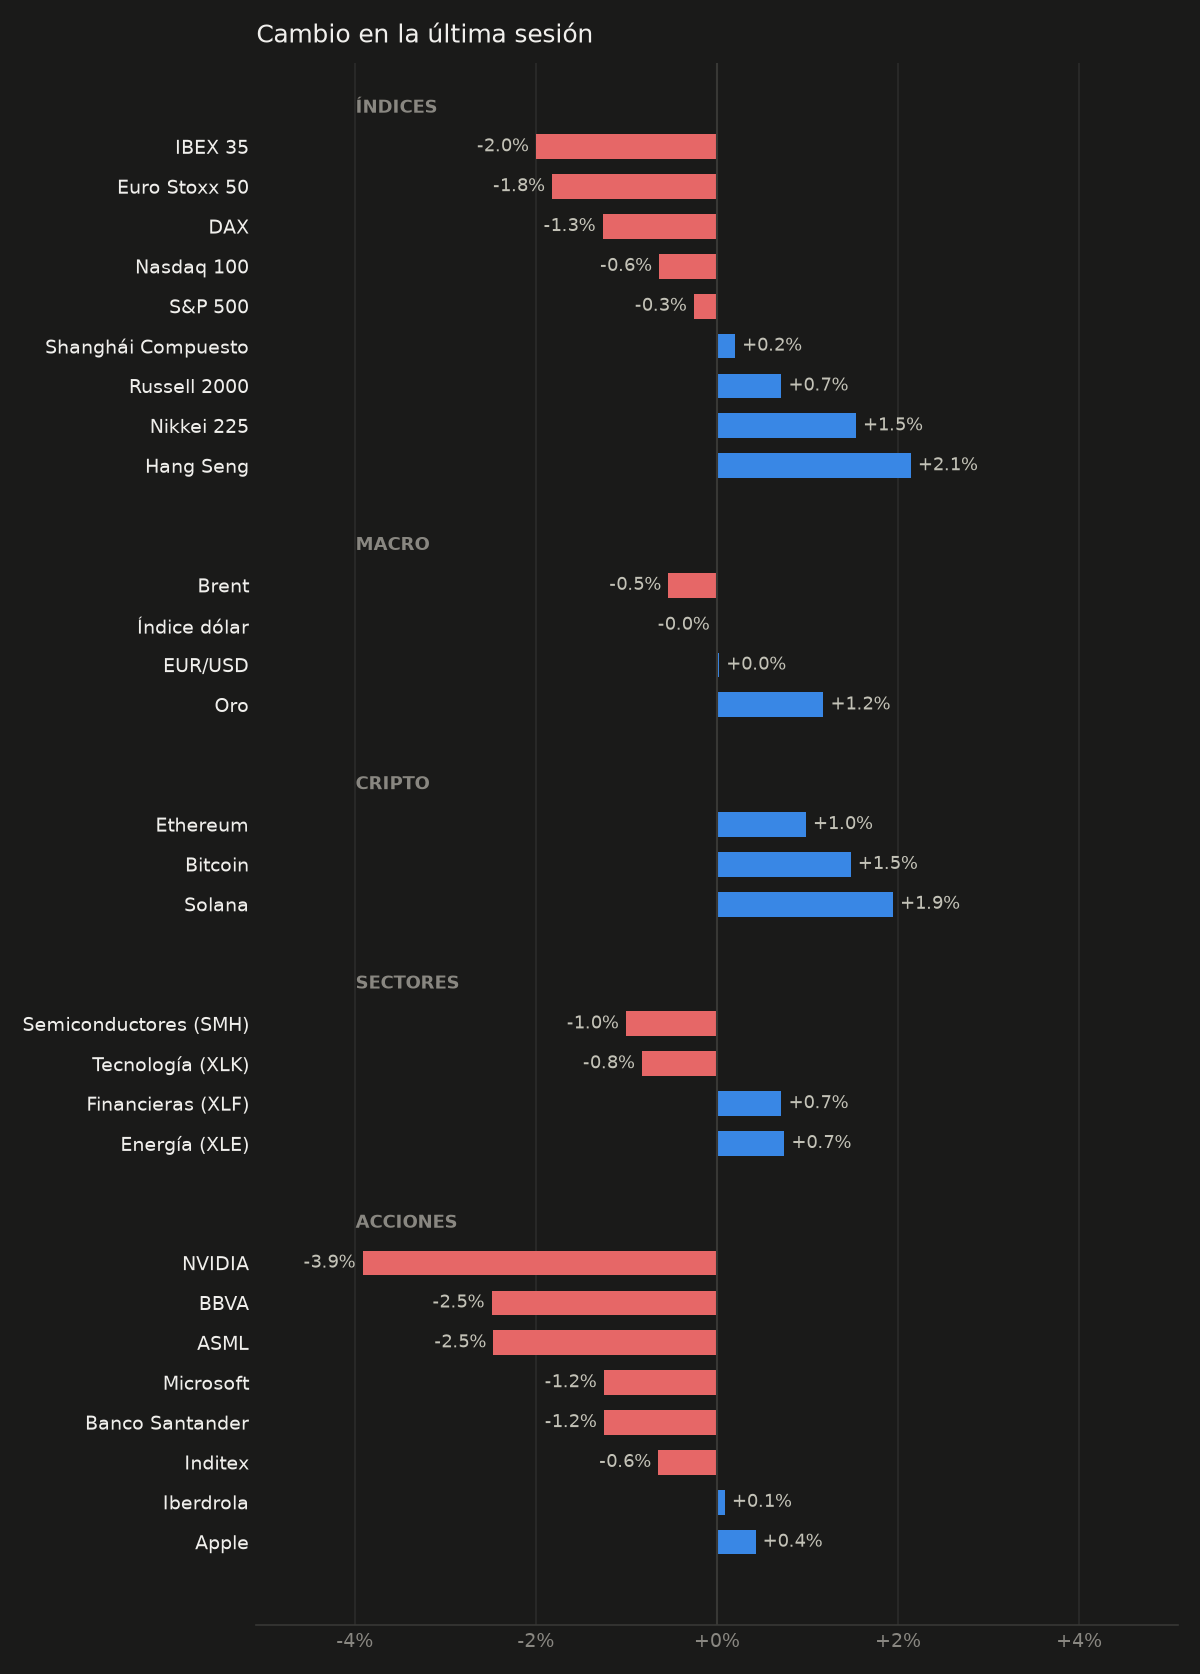 Cambio en la última sesión
ÍNDICES
IBEX 35 -2.0%
Euro Stoxx 50 -1.8%
DAX -1.3%
Nasdaq 100 -0.6%
S&P 500 -0.3%
Shanghái Compuesto +0.2%
Russell 2000 +0.7%
Nikkei 225 +1.5%
Hang Seng +2.1%
MACRO
Brent -0.5%
Índice dólar -0.0%
EUR/USD +0.0%
Oro +1.2%
CRIPTO
Ethereum +1.0%
Bitcoin +1.5%
Solana +1.9%
SECTORES
Semiconductores (SMH) -1.0%
Tecnología (XLK) -0.8%
Financieras (XLF) +0.7%
Energía (XLE) +0.7%
ACCIONES
NVIDIA -3.9%
BBVA -2.5%
ASML -2.5%
Microsoft -1.2%
Banco Santander -1.2%
Inditex -0.6%
Iberdrola +0.1%
Apple +0.4%
-4% -2% +0% +2% +4%